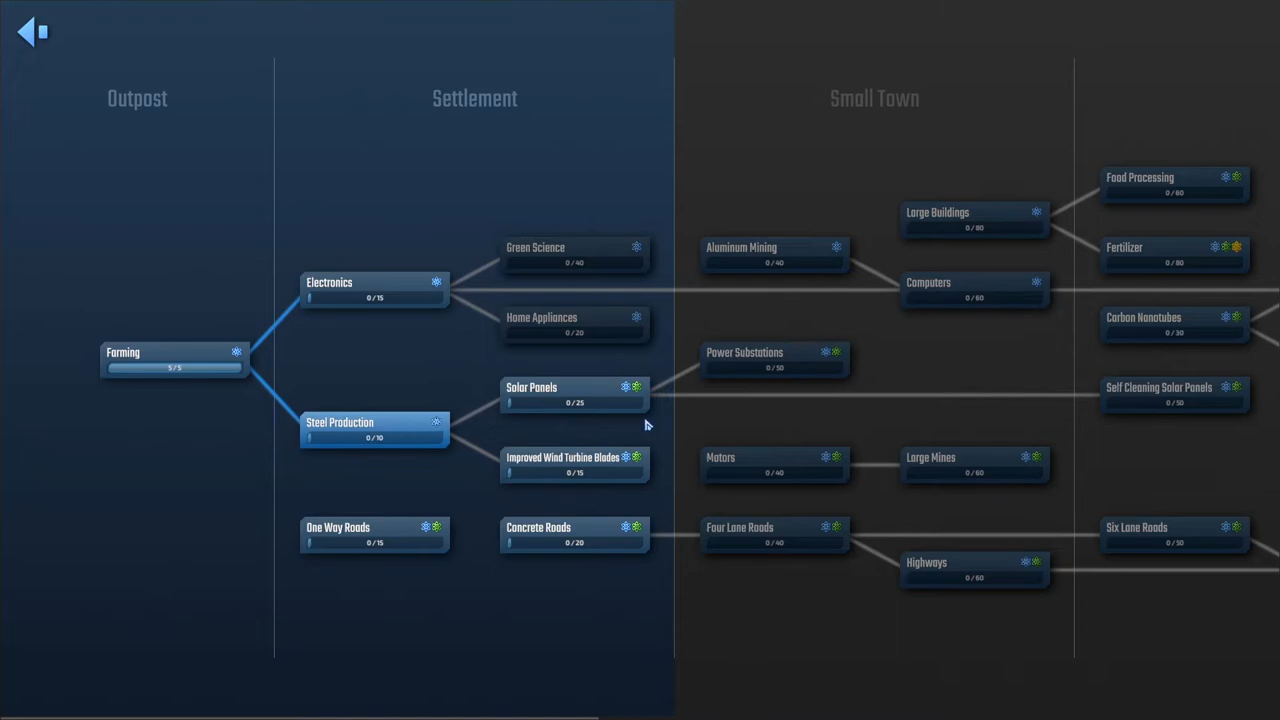 Outpost
Settlement
Small Town
Food Processing
0/60
Large Buildings
0/80
Green Science
0/40
Aluminum Mining
0/40
Fertilizer
0/80
Electronics
0/15
Computers
0/60
Home Appliances
0/20
Carbon Nanotubes
0/30
Farming
5/5
Power Substations
0/50
Solar Panels
0/25
Self Cleaning Solar Panels
0/50
Steel Production
0/10
Improved Wind Turbine Blades
0/15
Motors
0/40
Large Mines
0/60
One Way Roads
0/15
Concrete Roads
0/20
Four Lane Roads
0/40
Six Lane Roads
0/50
Highways
0/60